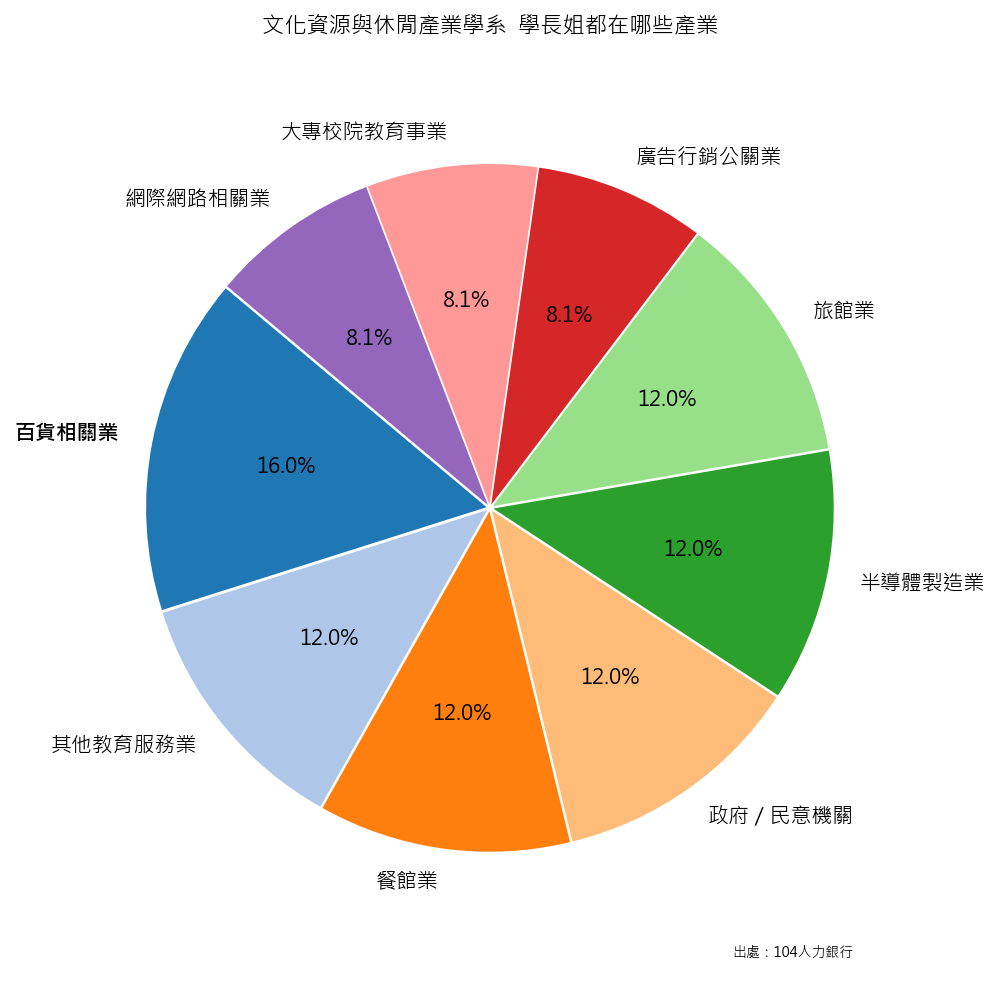 文化資源與休閒產業學系 學長姐都在哪些產業
大專校院教育事業
廣告行銷公關業
網際網路相關業
旅館業
8.1%
8.1%
8.1%
12.0%
百貨相關業
16.0%
12.0%
半導體製造業
12.0%
12.0%
12.0%
其他教育服務業
政府 / 民意機關
餐館業
出處：104人力銀行